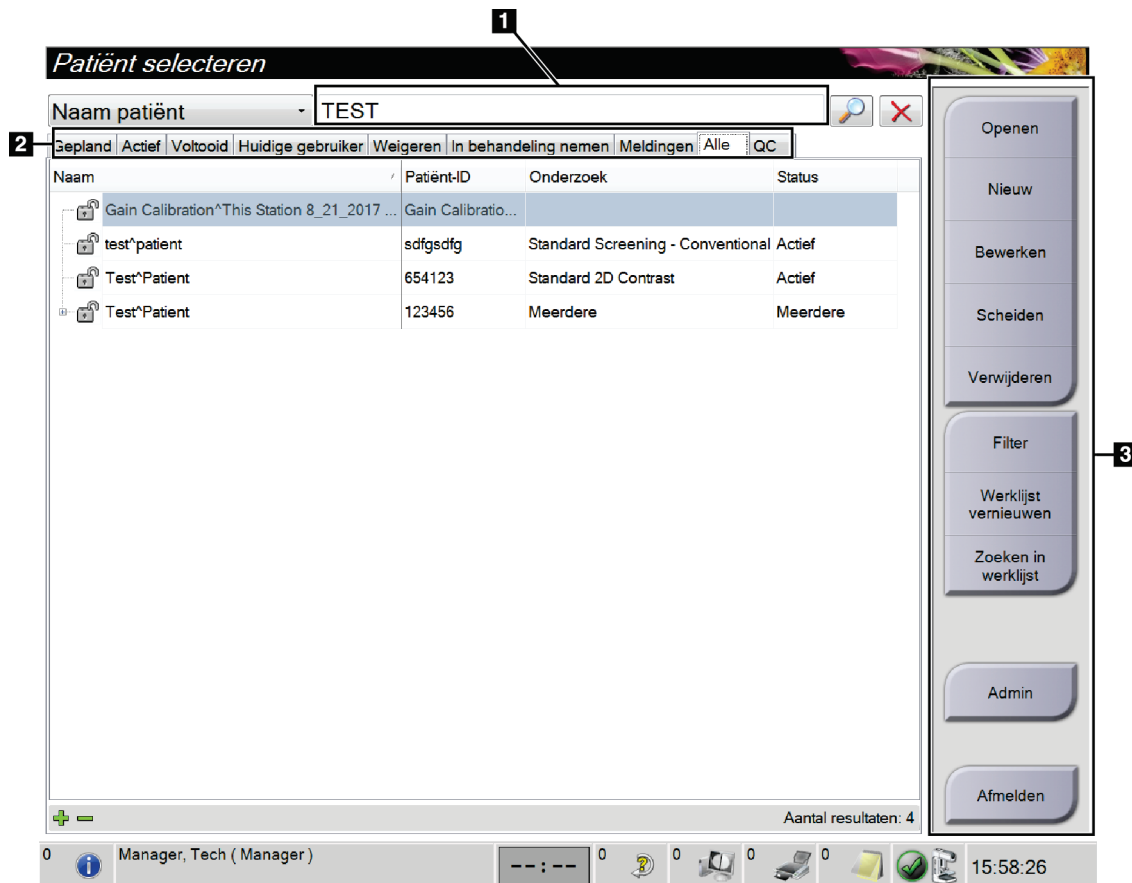 1
Patiënt selecteren
Naam patiënt TEST
2
Gepland Actief Voltooid Huidige gebruiker Weigeren In behandeling nemen Meldingen Alle QC
Naam Patiënt-ID Onderzoek Status
Gain Calibration^This Station 8_21_2017 ... Gain Calibratio...
test^patient sdfgsdfg Standard Screening - Conventional Actief
Test^Patient 654123 Standard 2D Contrast Actief
Test^Patient 123456 Meerdere Meerdere
Aantal resultaten: 4
Openen
Nieuw
Bewerken
Scheiden
Verwijderen
Filter
3
Werklijst
vernieuwen
Zoeken in
werklijst
Admin
Afmelden
0 Manager, Tech ( Manager ) --:-- 0 0 0 0 15:58:26